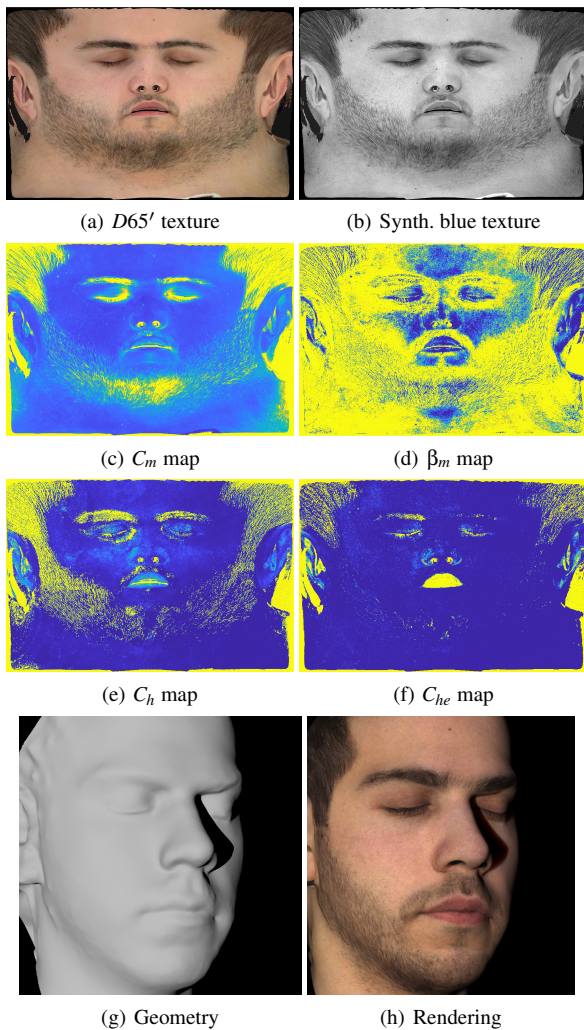 (a) D65′ texture
(b) Synth. blue texture
(c) Cm map
(d) βm map
(e) Ch map
(f) Che map
(g) Geometry
(h) Rendering